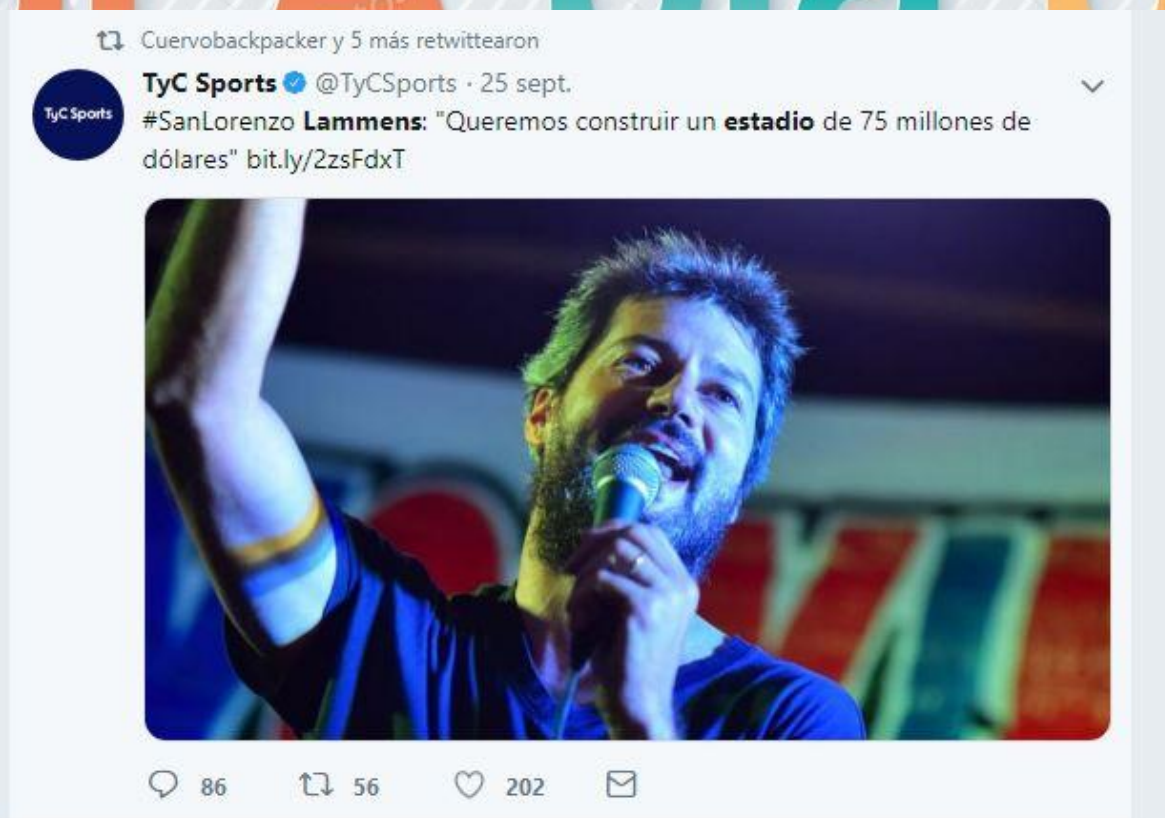 Cuervobackpacker y 5 más retwittearon
TyC Sports @TyCSports · 25 sept.
TyC Sports
#SanLorenzo Lammens: "Queremos construir un estadio de 75 millones de
dólares" bit.ly/2zsFdxT
86 56 202